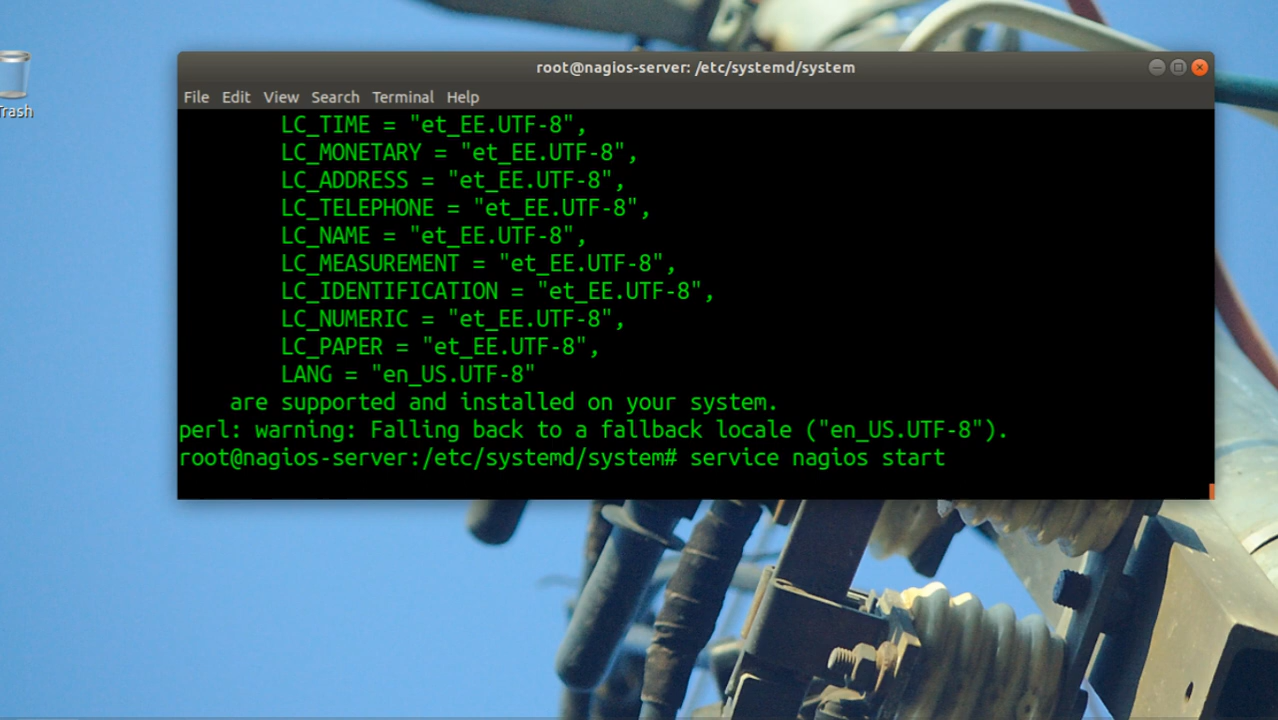 root@nagios-server: /etc/systemd/system
Trash
File Edit View Search Terminal Help
LC_TIME = "et_EE.UTF-8",
LC_MONETARY = "et_EE.UTF-8",
LC_ADDRESS = "et_EE.UTF-8",
LC_TELEPHONE = "et_EE.UTF-8",
LC_NAME = "et_EE.UTF-8",
LC_MEASUREMENT = "et_EE.UTF-8",
LC_IDENTIFICATION = "et_EE.UTF-8",
LC_NUMERIC = "et_EE.UTF-8",
LC_PAPER = "et_EE.UTF-8",
LANG = "en_US.UTF-8"
are supported and installed on your system.
perl: warning: Falling back to a fallback locale ("en_US.UTF-8").
root@nagios-server:/etc/systemd/system# service nagios start